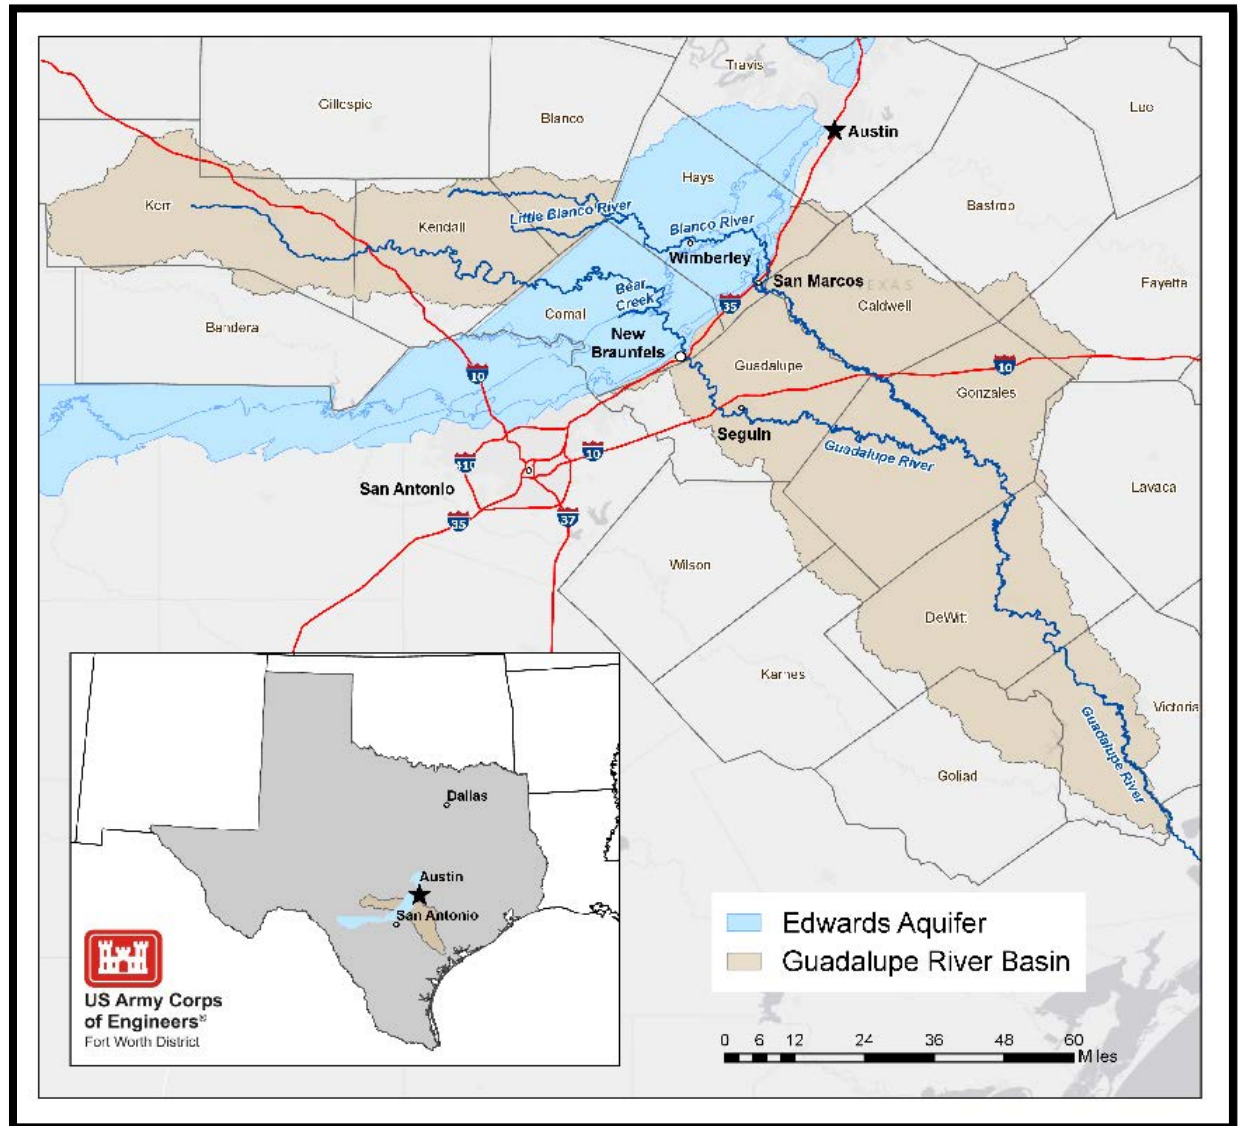 Travis
Gillespie
Blanco
Lee
Austin
Hays
Kerr
Kendall
Little Blanco River
Blanco River
Bastrop
Wimberley
San Marcos
TEXAS
Fayette
Bear
Creek
35
Caldwell
Comal
Bandera
New
Braunfels
Guadalupe
10
10
Gonzales
Seguin
Guadalupe River
410
10
San Antonio
Lavaca
35
37
Wilson
DeWitt
Karnes
Victoria
Guadalupe River
Goliad
Dallas
Austin
San Antonio
US Army Corps
of Engineers®
Fort Worth District
Edwards Aquifer
Guadalupe River Basin
0 6 12 24 36 48 60
Miles